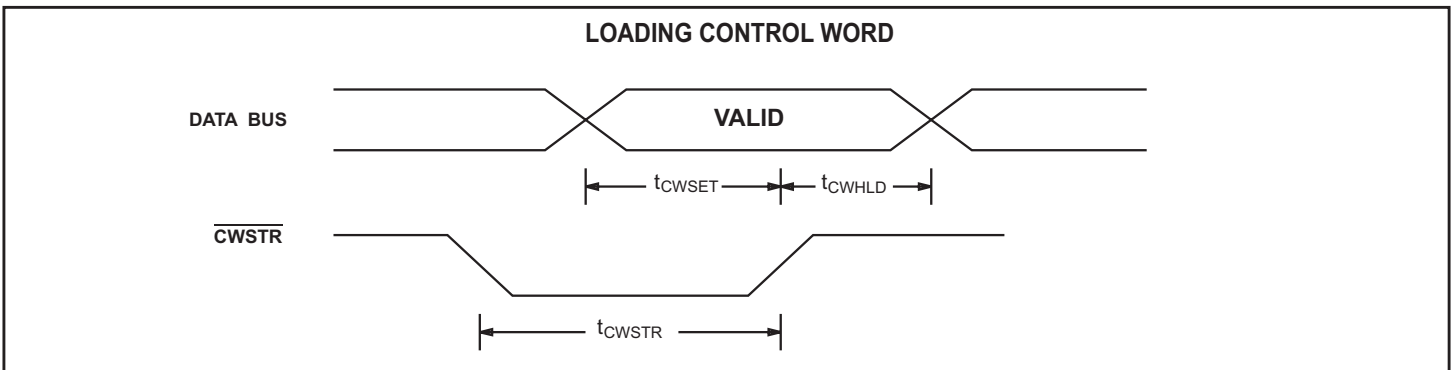 LOADING CONTROL WORD
DATA BUS
VALID
tCWSET
tCWHLD
CWSTR
tCWSTR